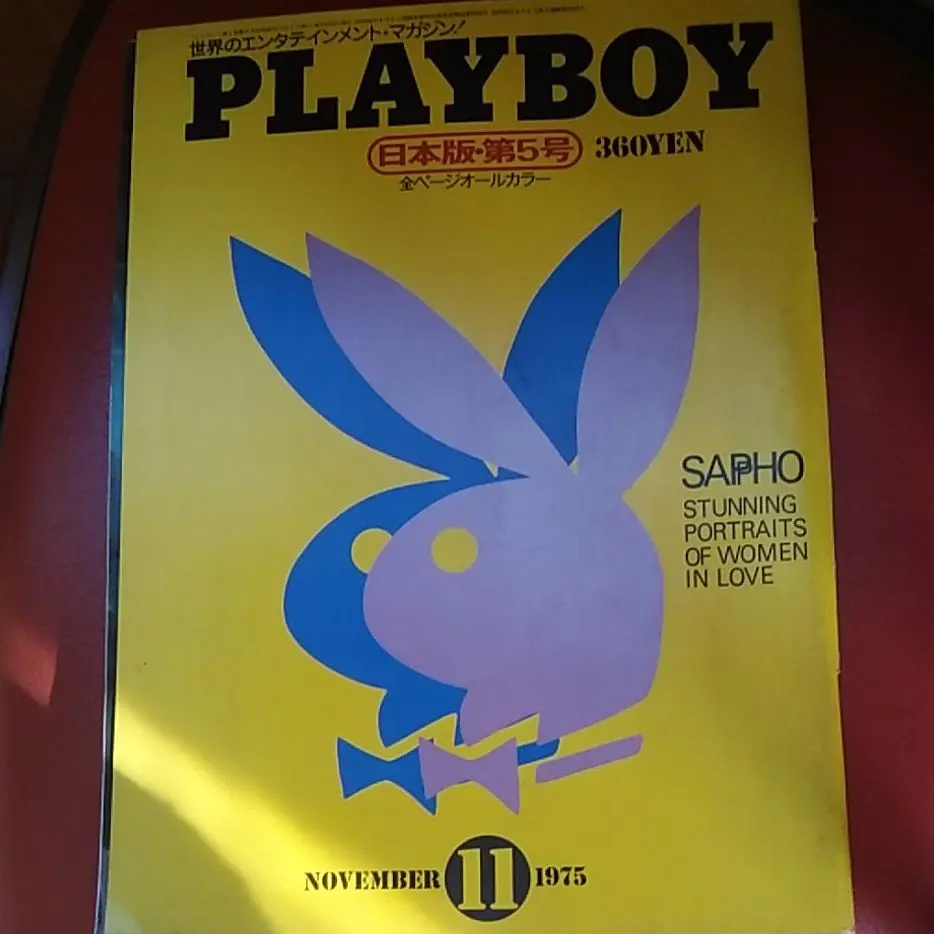 世界のエンタテインメント・マガジン!
PLAYBOY
日本版・第5号 360YEN
全ページオールカラー
SAPPHO
STUNNING
PORTRAITS
OF WOMEN
IN LOVE
NOVEMBER 11 1975